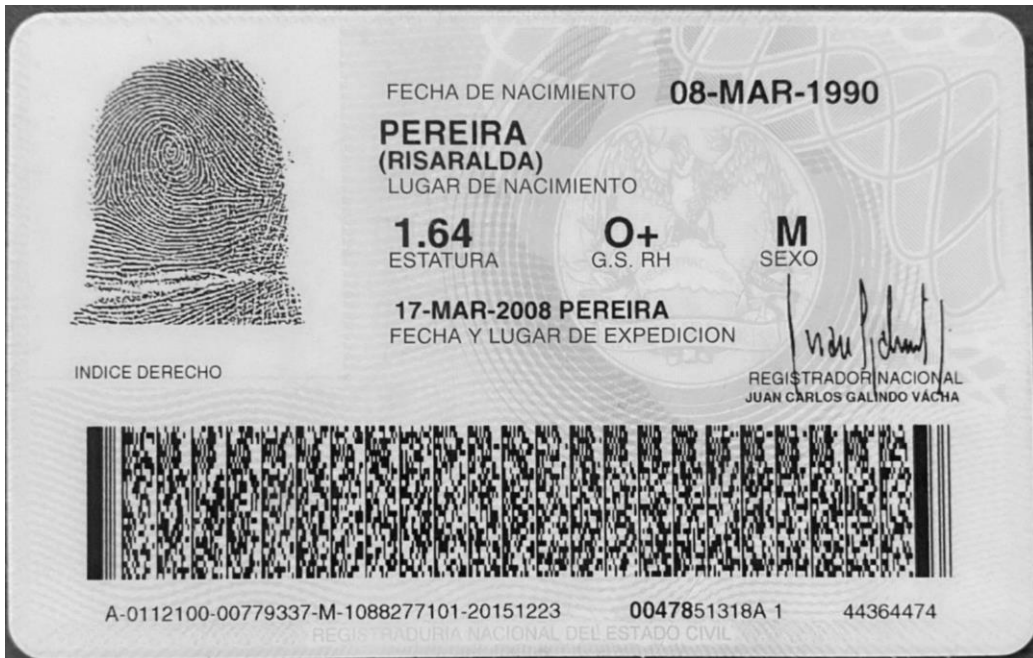 FECHA DE NACIMIENTO 08-MAR-1990
PEREIRA
(RISARALDA)
LUGAR DE NACIMIENTO
1.64 O+ M
ESTATURA G.S. RH SEXO
17-MAR-2008 PEREIRA
FECHA Y LUGAR DE EXPEDICION
INDICE DERECHO
REGISTRADOR NACIONAL
JUAN CARLOS GALINDO VÁCHA
A-0112100-00779337-M-1088277101-20151223 0047851318A 1 44364474
REGISTRADURIA NACIONAL DEL ESTADO CIVIL